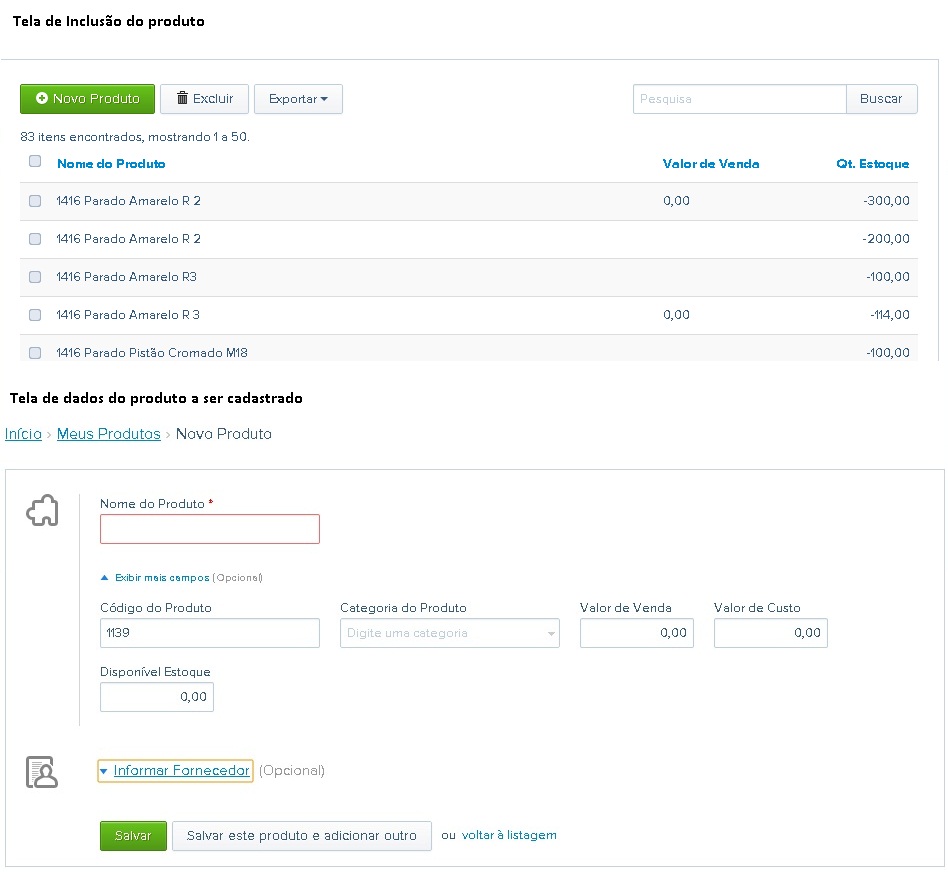 Tela de Inclusão do produto
Novo Produto Excluir Exportar Pesquisa Buscar
83 itens encontrados, mostrando 1 a 50.
Nome do Produto Valor de Venda Qt. Estoque
1416 Parado Amarelo R 2 0,00 -300,00
1416 Parado Amarelo R 2 -200,00
1416 Parado Amarelo R3 -100,00
1416 Parado Amarelo R 3 0,00 -114,00
1416 Parado Pistão Cromado M18 -100,00
Tela de dados do produto a ser cadastrado
Início › Meus Produtos › Novo Produto
Nome do Produto *
Exibir mais campos (Opcional)
Código do Produto Categoria do Produto Valor de Venda Valor de Custo
1139 Digite uma categoria 0,00 0,00
Disponível Estoque
0,00
Informar Fornecedor (Opcional)
Salvar Salvar este produto e adicionar outro ou voltar à listagem